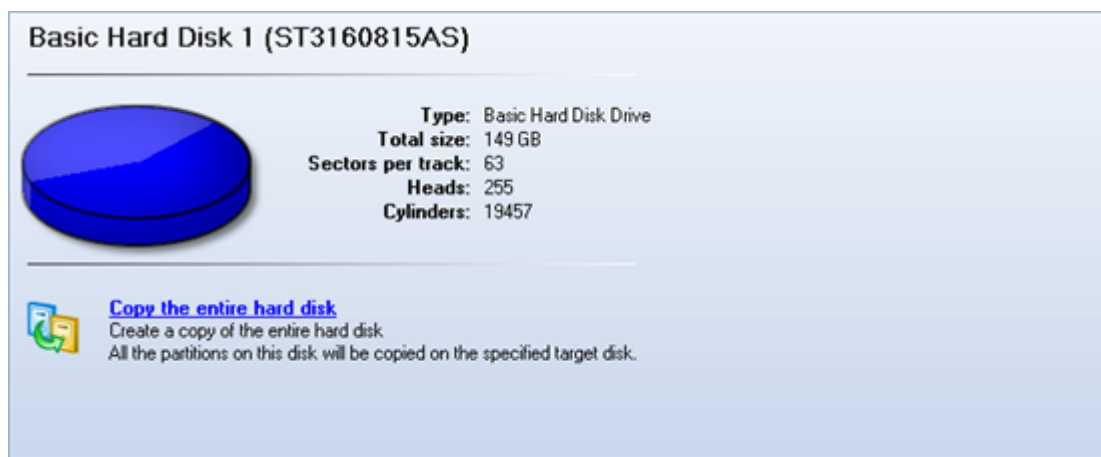 Basic Hard Disk 1 (ST3160815AS)
Type: Basic Hard Disk Drive
Total size: 149 GB
Sectors per track: 63
Heads: 255
Cylinders: 19457
Copy the entire hard disk
Create a copy of the entire hard disk
All the partitions on this disk will be copied on the specified target disk.